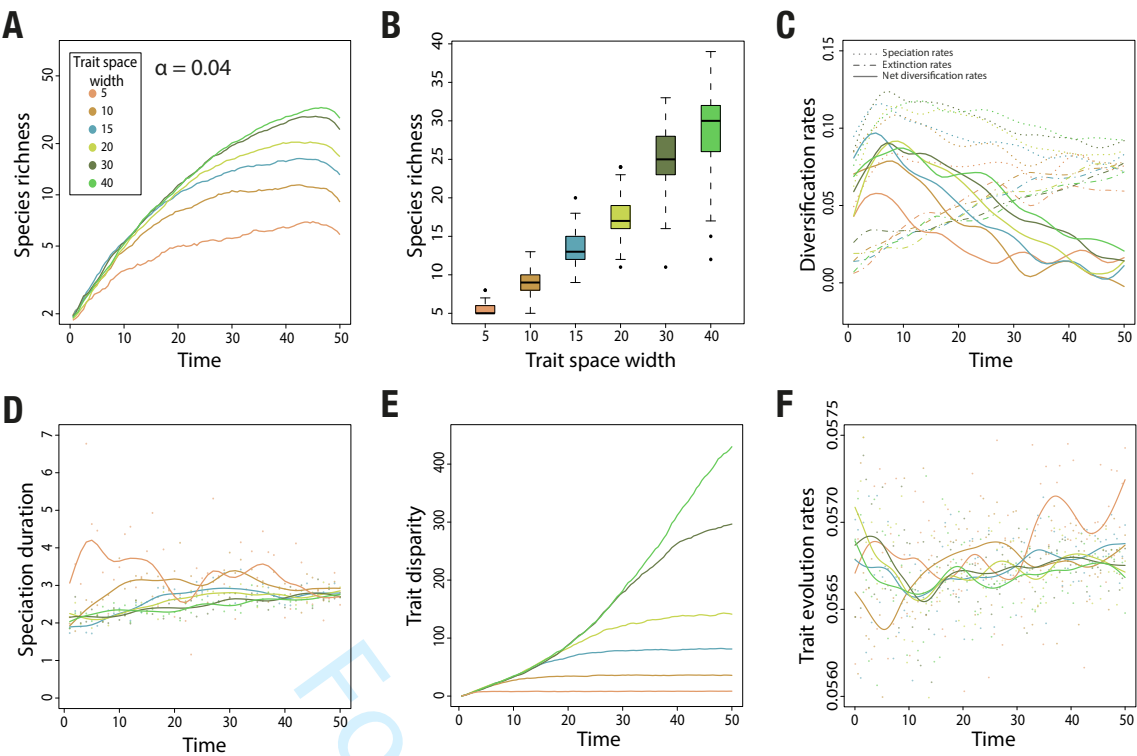 A
Species richness
50
20
10
5
2
Trait space
width
5
10
15
20
30
40
α = 0.04
0 10 20 30 40 50
Time
B
Species richness
40
35
30
25
20
15
10
5
5 10 15 20 30 40
Trait space width
C
Diversification rates
0.15
0.10
0.05
0.00
Speciation rates
Extinction rates
Net diversification rates
0 10 20 30 40 50
Time
D
Speciation duration
7
6
5
4
3
2
1
0
0 10 20 30 40 50
Time
E
Trait disparity
400
300
200
100
0
0 10 20 30 40 50
Time
F
Trait evolution rates
0.0575
0.0570
0.0565
0.0560
0 10 20 30 40 50
Time
Fo